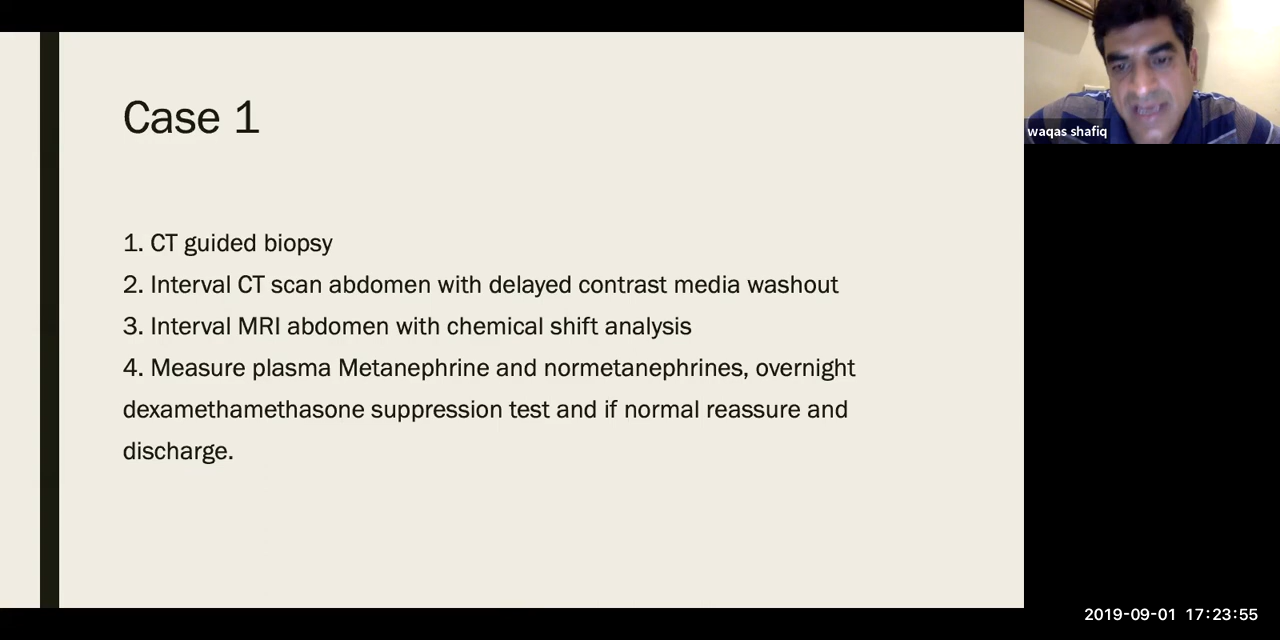 Case 1
1. CT guided biopsy
2. Interval CT scan abdomen with delayed contrast media washout
3. Interval MRI abdomen with chemical shift analysis
4. Measure plasma Metanephrine and normetanephrines, overnight
dexamethamethasone suppression test and if normal reassure and
discharge.
waqas shafiq
2019-09-01 17:23:55